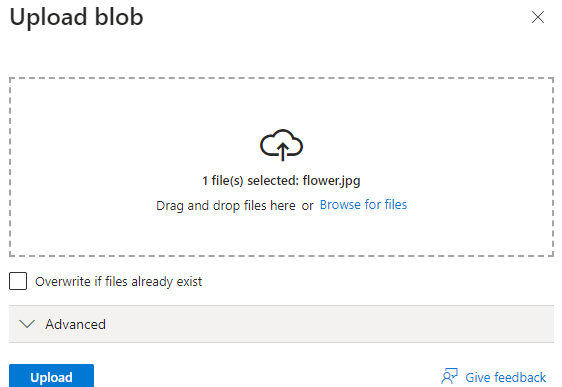 Upload blob
1 file(s) selected: flower.jpg
Drag and drop files here or Browse for files
Overwrite if files already exist
Advanced
Upload
Give feedback